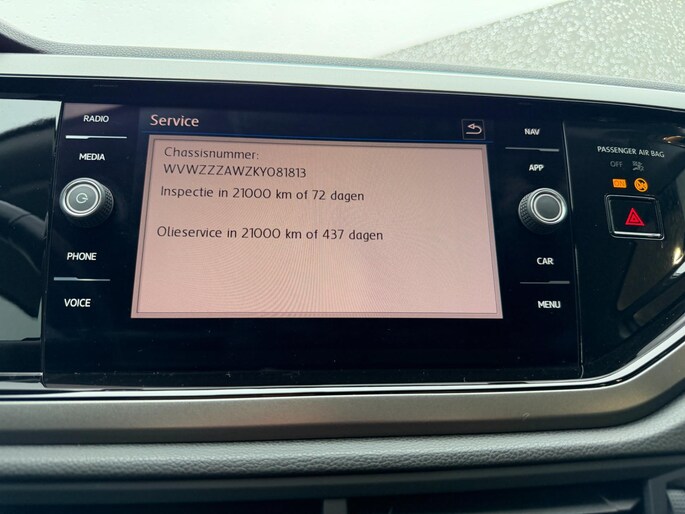 RADIO
MEDIA
PHONE
VOICE
Service
Chassisnummer:
WVWZZZAWZKY081813
Inspectie in 21000 km of 72 dagen
Olieservice in 21000 km of 437 dagen
NAV
APP
CAR
MENU
PASSENGER AIR BAG
OFF